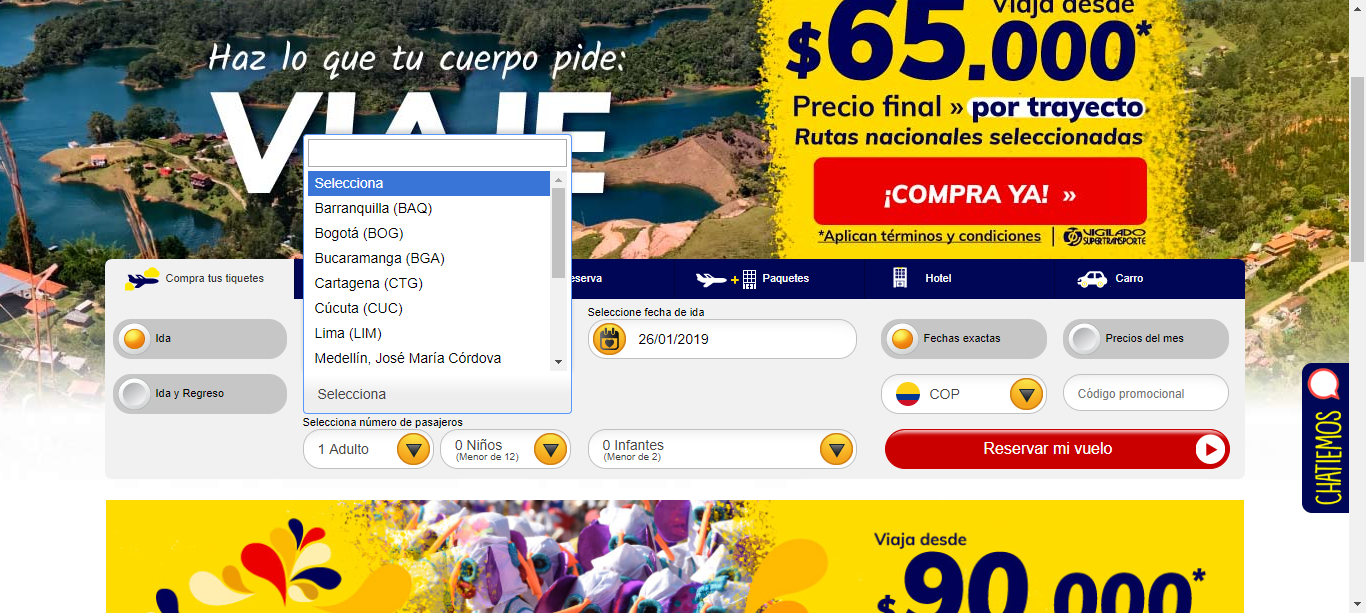 Viaja desde
Haz lo que tu cuerpo pide:
$65.000*
VIAJE
Precio final » por trayecto
Rutas nacionales seleccionadas
¡COMPRA YA! »
*Aplican términos y condiciones
VIGILADO
SUPERTRANSPORTE
Selecciona
Barranquilla (BAQ)
Bogotá (BOG)
Bucaramanga (BGA)
Cartagena (CTG)
Cúcuta (CUC)
Lima (LIM)
Medellín, José María Córdova
Selecciona
Compra tus tiquetes
eserva
+
Paquetes
Hotel
Carro
Ida
Seleccione fecha de ida
26/01/2019
Fechas exactas
Precios del mes
Ida y Regreso
COP
Código promocional
Selecciona número de pasajeros
1 Adulto
0 Niños
(Menor de 12)
0 Infantes
(Menor de 2)
Reservar mi vuelo
CHATIEMOS
Viaja desde
$90.000*